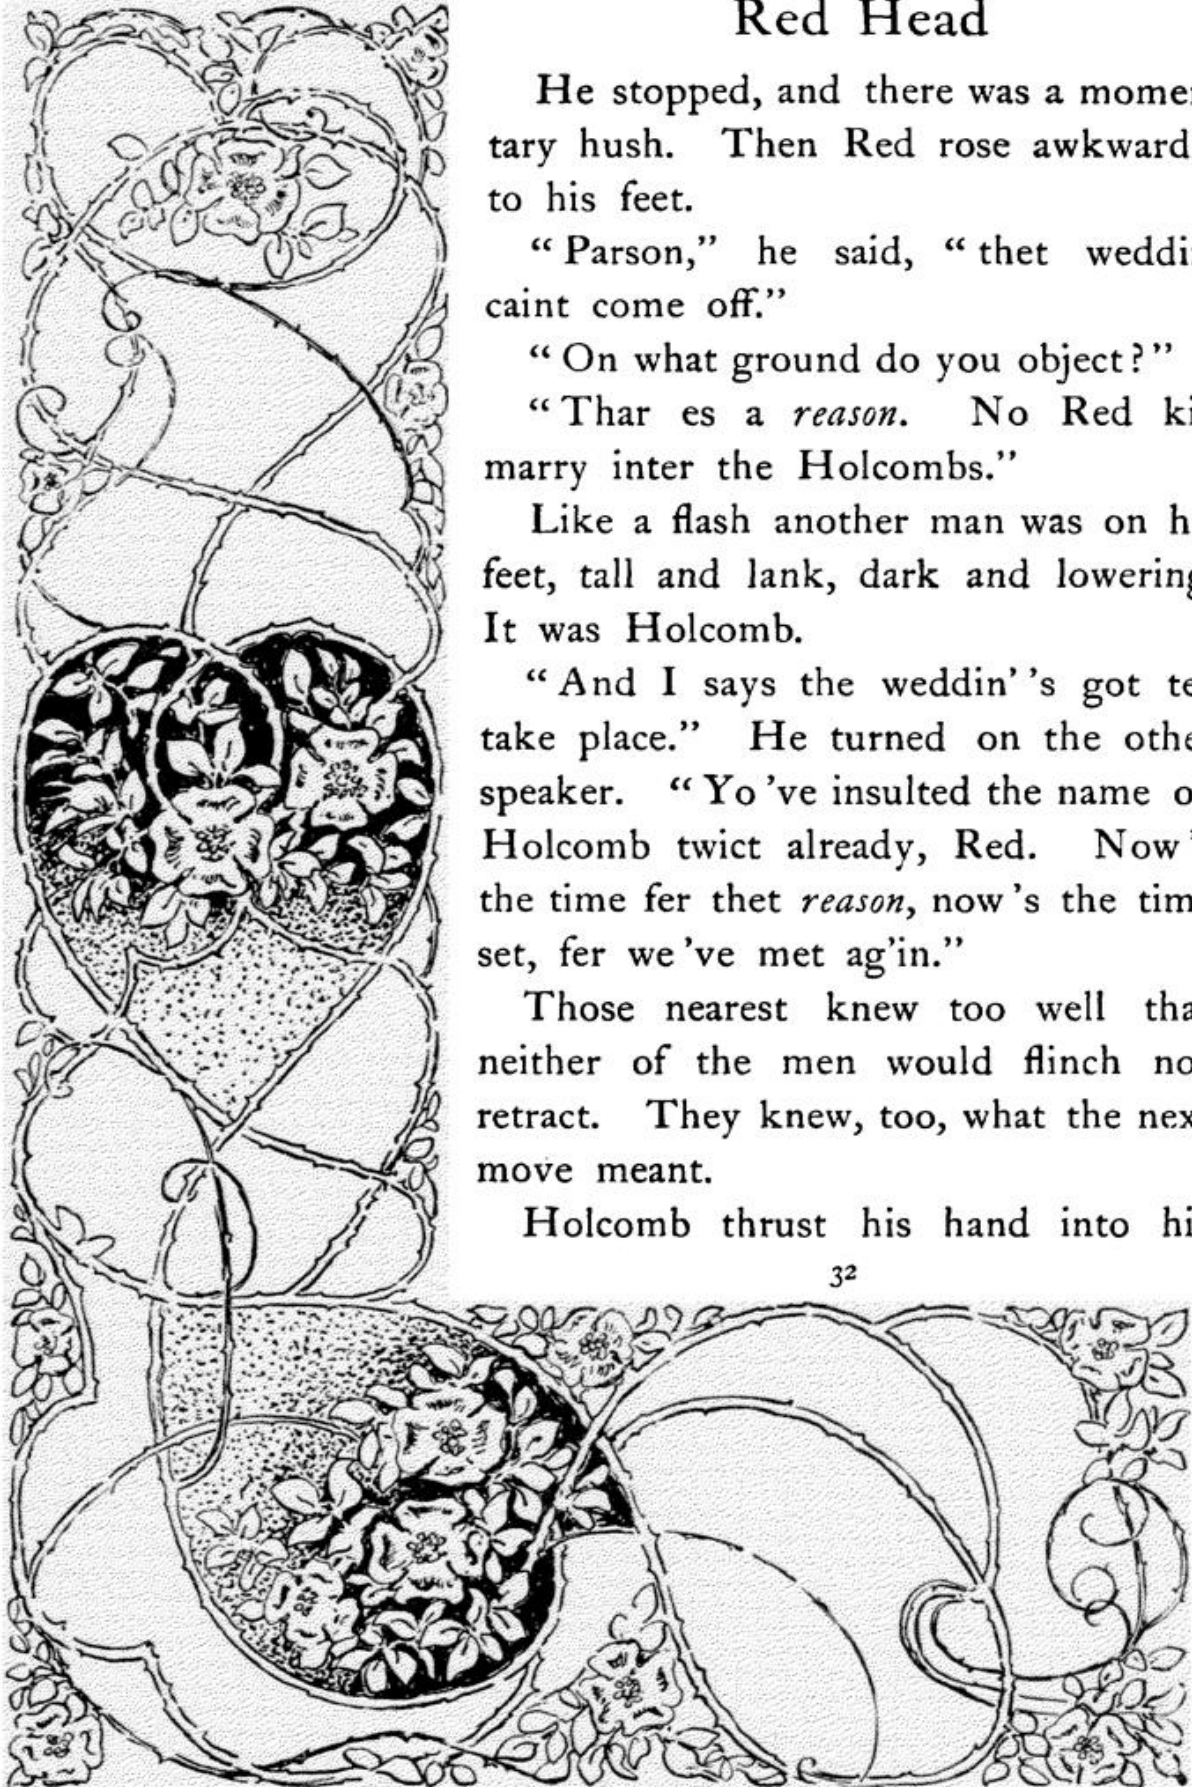 Red Head
He stopped, and there was a momen
tary hush. Then Red rose awkward
to his feet.
“Parson,” he said, “thet weddi
caint come off.”
“On what ground do you object?”
“Thar es a reason. No Red ki
marry inter the Holcombs.”
Like a flash another man was on h
feet, tall and lank, dark and lowering
It was Holcomb.
“And I says the weddin’ ’s got te
take place.” He turned on the othe
speaker. “Yo ’ve insulted the name o
Holcomb twict already, Red. Now ’
the time fer thet reason, now ’s the tim
set, fer we ’ve met ag’in.”
Those nearest knew too well tha
neither of the men would flinch no
retract. They knew, too, what the nex
move meant.
Holcomb thrust his hand into hi
32